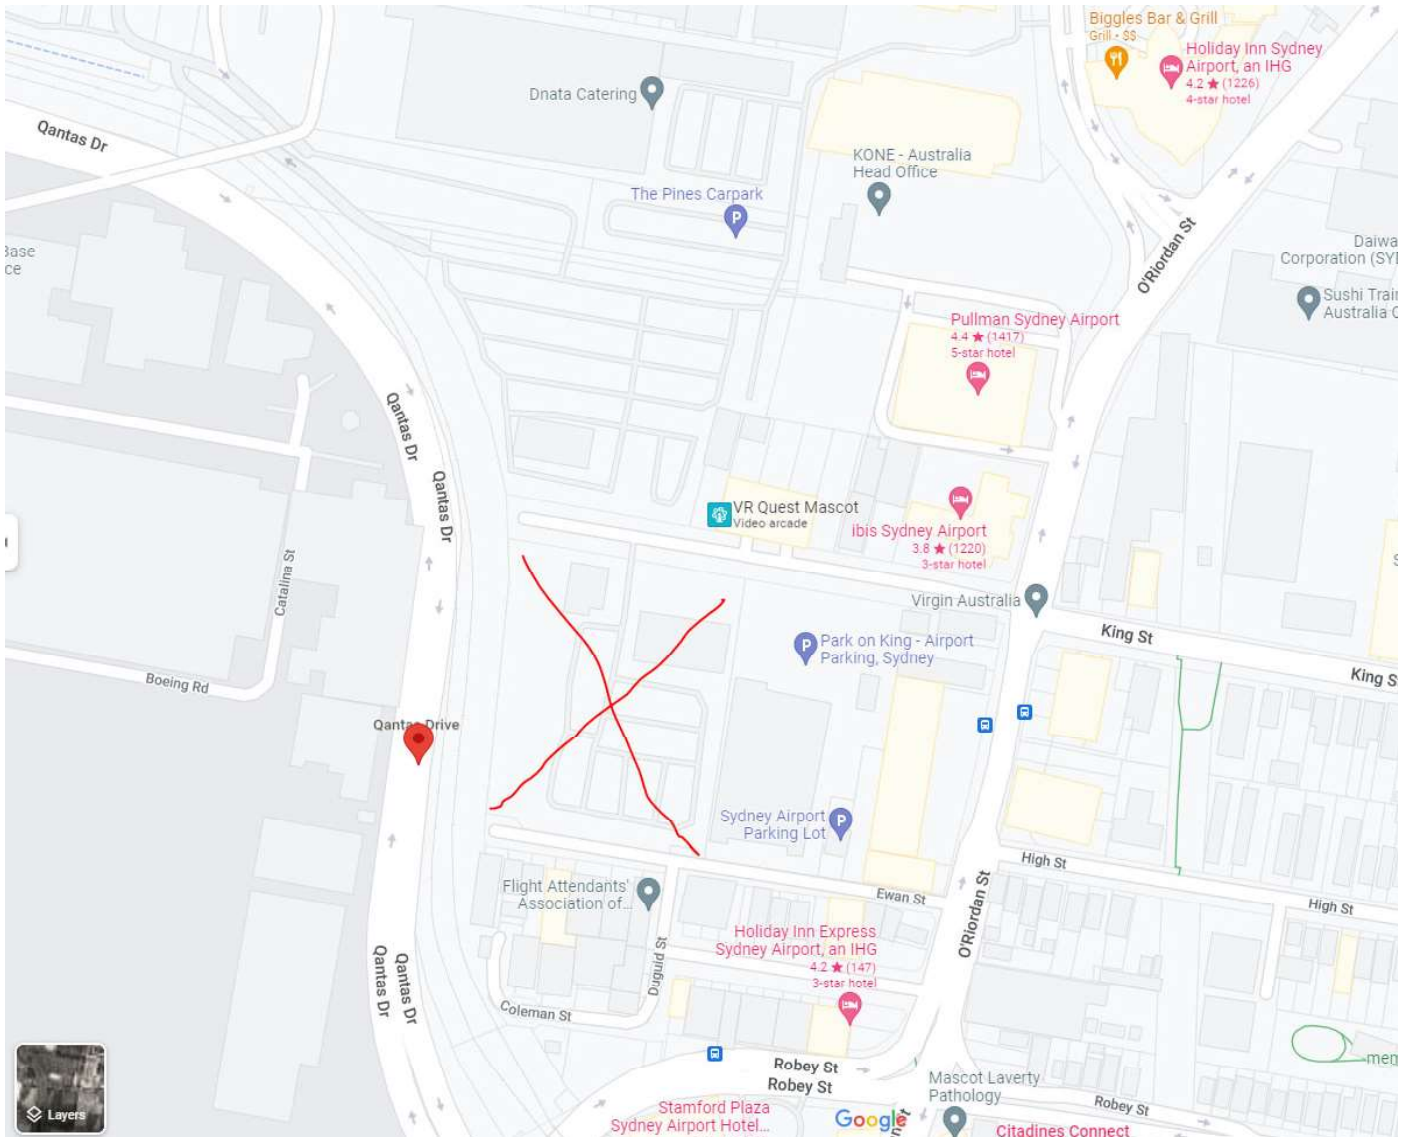 Biggles Bar & Grill
Grill · $$
Holiday Inn Sydney
Airport, an IHG
4.2 ★ (1226)
4-star hotel
Dnata Catering
Qantas Dr
KONE - Australia
Head Office
The Pines Carpark
P
O'Riordan St
Daiwa
Corporation (SY
Base
ce
Sushi Trai
Australia
Pullman Sydney Airport
4.4 ★ (1417)
5-star hotel
Qantas Dr
Qantas Dr
VR Quest Mascot
Video arcade
ibis Sydney Airport
3.8 ★ (1220)
3-star hotel
Catalina St
Virgin Australia
King St
P
Park on King - Airport
Parking, Sydney
King S
Boeing Rd
Qantas Drive
Sydney Airport
Parking Lot
P
High St
Flight Attendants'
Association of...
Ewan St
High St
O'Riordan St
Holiday Inn Express
Sydney Airport, an IHG
4.2 ★ (147)
3-star hotel
Duguid St
Qantas Dr
Qantas Dr
Coleman St
Robey St
Robey St
mem
Mascot Laverty
Pathology
Robey St
Layers
Stamford Plaza
Sydney Airport Hotel...
Google
Citadines Connect